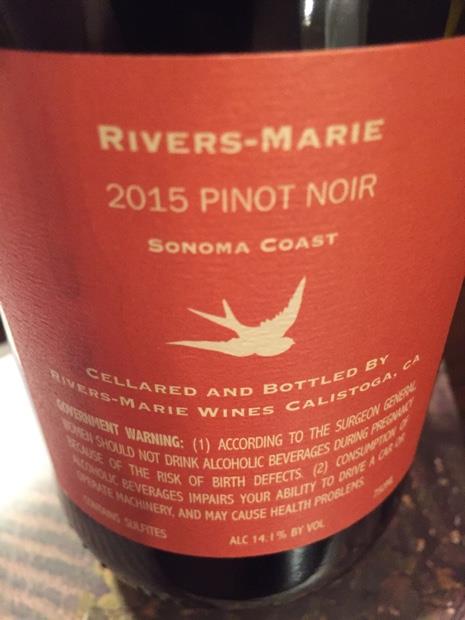 RIVERS-MARIE
2015 PINOT NOIR
SONOMA COAST
CELLARED AND BOTTLED BY
RIVERS-MARIE WINES CALISTOGA, CA
GOVERNMENT WARNING: (1) ACCORDING TO THE SURGEON GENERAL,
WOMEN SHOULD NOT DRINK ALCOHOLIC BEVERAGES DURING PREGNANCY
BECAUSE OF THE RISK OF BIRTH DEFECTS. (2) CONSUMPTION OF
ALCOHOLIC BEVERAGES IMPAIRS YOUR ABILITY TO DRIVE A CAR OR
OPERATE MACHINERY, AND MAY CAUSE HEALTH PROBLEMS.
750ML
CONTAINS SULFITES
ALC 14.1% BY VOL